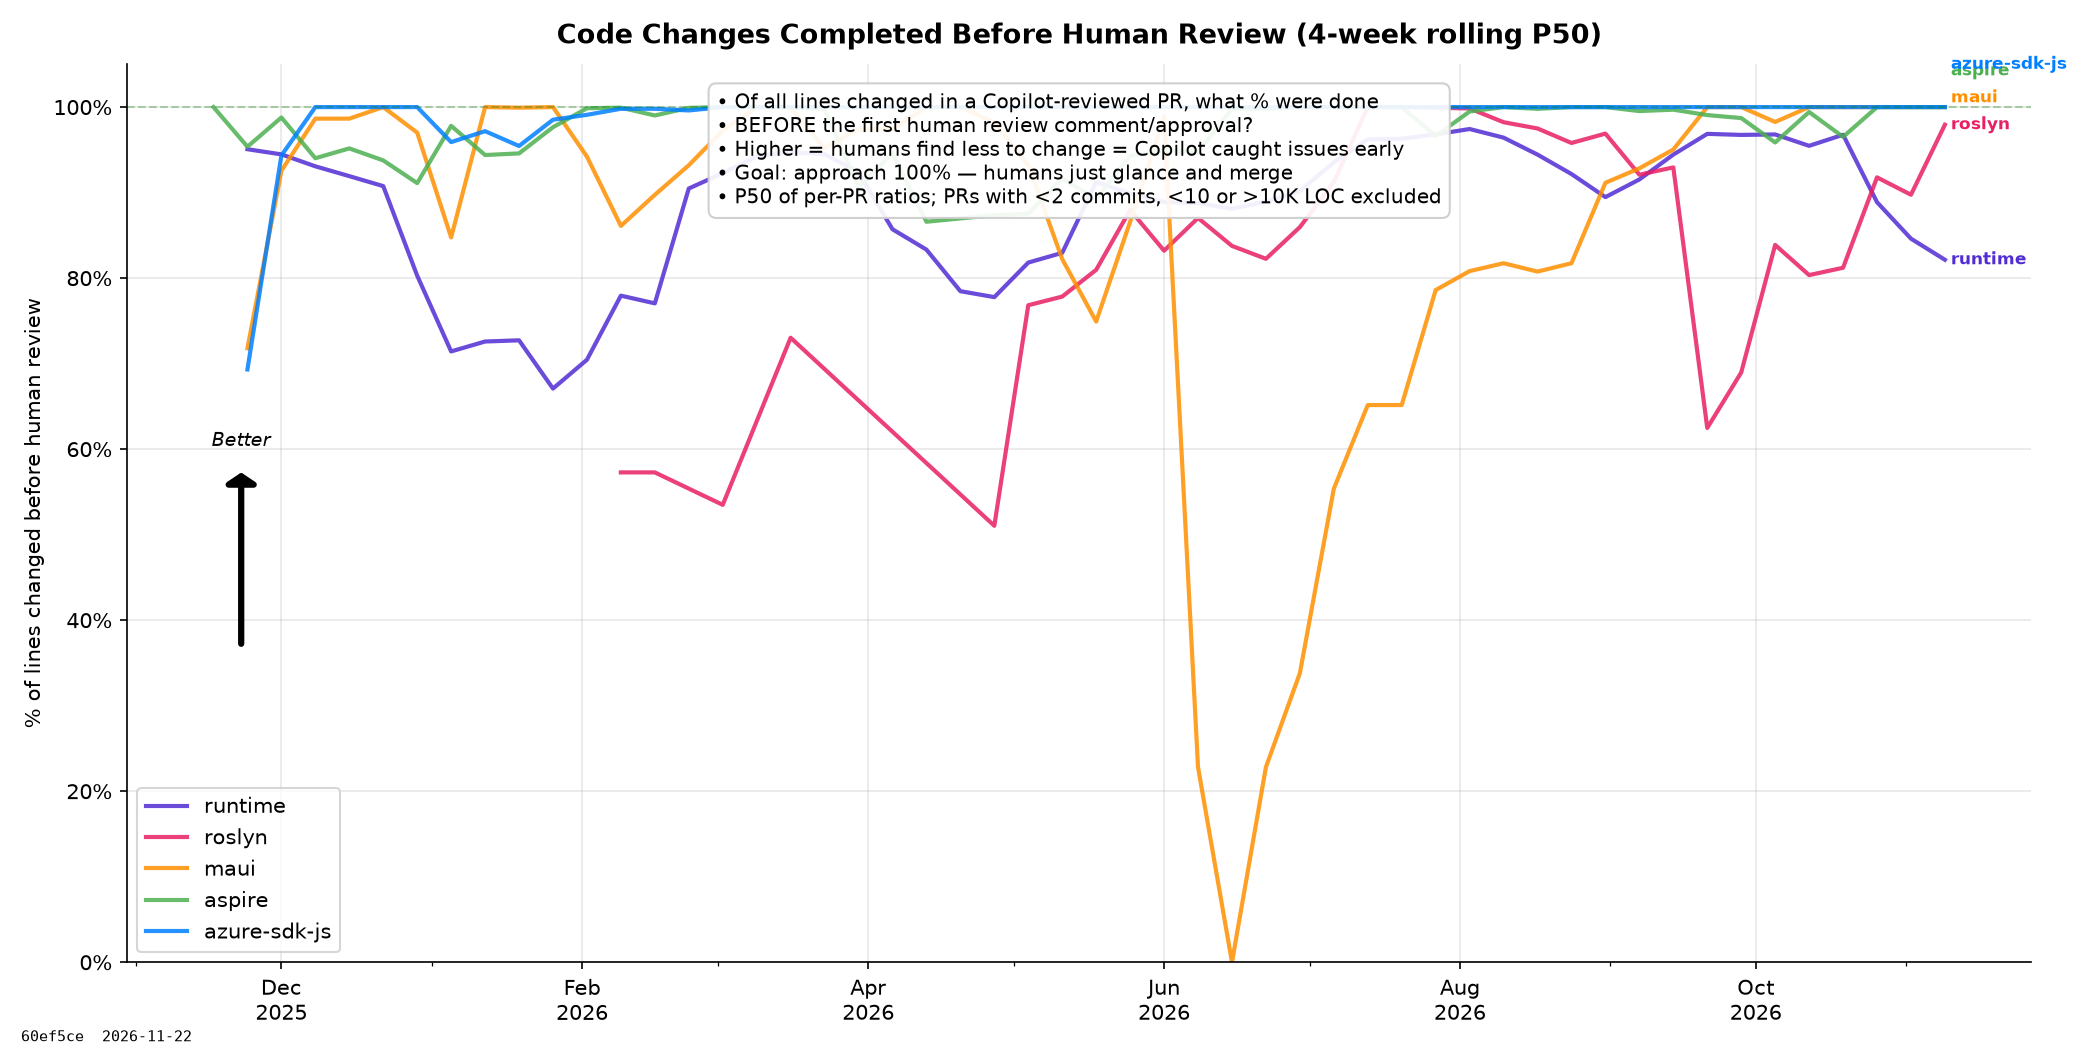 Code Changes Completed Before Human Review (4-week rolling P50)
• Of all lines changed in a Copilot-reviewed PR, what % were done
• BEFORE the first human review comment/approval?
• Higher = humans find less to change = Copilot caught issues early
• Goal: approach 100% — humans just glance and merge
• P50 of per-PR ratios; PRs with <2 commits, <10 or >10K LOC excluded
azure-sdk-js
aspire
maui
roslyn
runtime
% of lines changed before human review
100%
80%
60%
40%
20%
0%
Better
runtime
roslyn
maui
aspire
azure-sdk-js
Dec
2025
Feb
2026
Apr
2026
Jun
2026
Aug
2026
Oct
2026
60ef5ce 2026-11-22